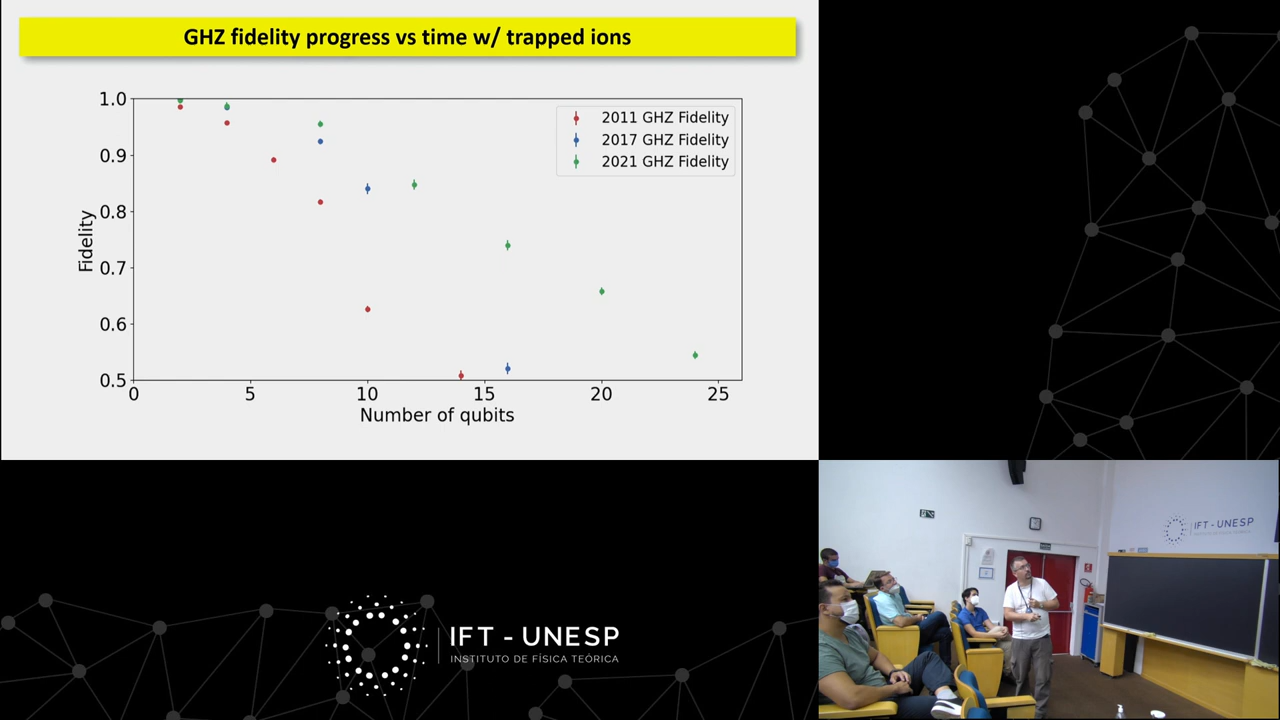 GHZ fidelity progress vs time w/ trapped ions
1.0
0.9
0.8
0.7
0.6
0.5
Fidelity
0
5
10
15
20
25
Number of qubits
2011 GHZ Fidelity
2017 GHZ Fidelity
2021 GHZ Fidelity
IFT - UNESP
INSTITUTO DE FÍSICA TEÓRICA
IFT - UNESP